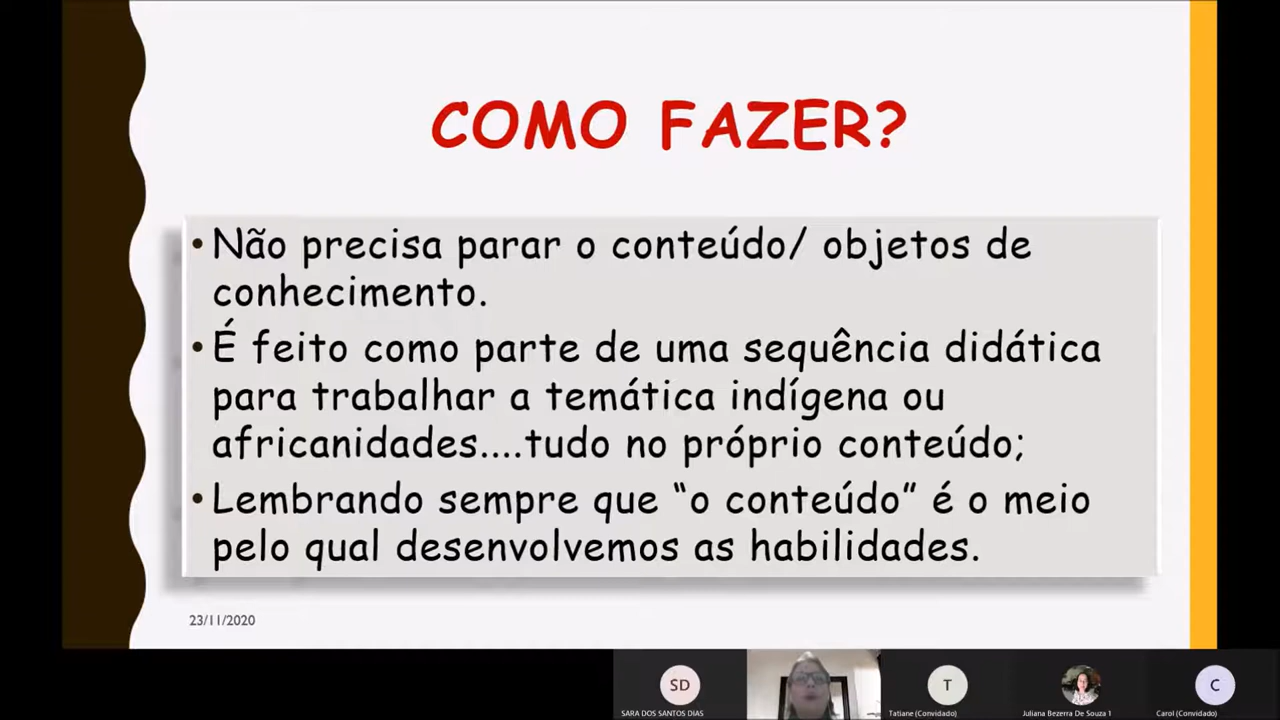 COMO FAZER?
• Não precisa parar o conteúdo/ objetos de
conhecimento.
• É feito como parte de uma sequência didática
para trabalhar a temática indígena ou
africanidades....tudo no próprio conteúdo;
• Lembrando sempre que “o conteúdo” é o meio
pelo qual desenvolvemos as habilidades.
23/11/2020
SD
T
C
SARA DOS SANTOS DIAS
Tatiane (Convidado)
Juliana Bezerra De Souza 1
Carol (Convidado)